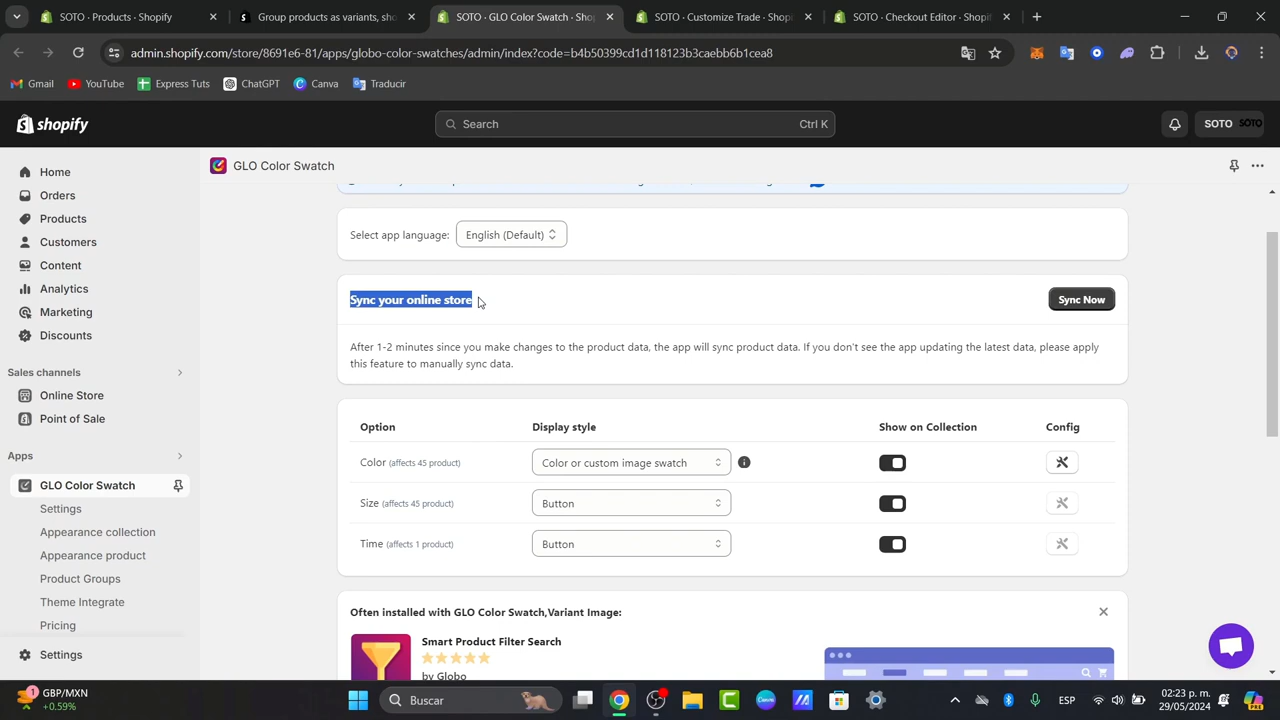 SOTO · Products · Shopify
Group products as variants, sho
SOTO · GLO Color Swatch · Shop
SOTO · Customize Trade · Shopify
SOTO · Checkout Editor · Shopify
admin.shopify.com/store/8691e6-81/apps/globo-color-swatches/admin/index?code=b4b50399cd1d118123b3caebb6b1cea8
Gmail
YouTube
Express Tuts
ChatGPT
Canva
Traducir
shopify
Search
Ctrl K
SOTO
SOTO
Home
Orders
Products
Customers
Content
Analytics
Marketing
Discounts
Sales channels
Online Store
Point of Sale
Apps
GLO Color Swatch
Settings
Appearance collection
Appearance product
Product Groups
Theme Integrate
Pricing
Settings
GLO Color Swatch
Select app language:
English (Default)
Sync your online store
Sync Now
After 1-2 minutes since you make changes to the product data, the app will sync product data. If you don't see the app updating the latest data, please apply
this feature to manually sync data.
Option
Display style
Show on Collection
Config
Color (affects 45 product)
Color or custom image swatch
Size (affects 45 product)
Button
Time (affects 1 product)
Button
Often installed with GLO Color Swatch,Variant Image:
Smart Product Filter Search
by Globo
1
GBP/MXN
+0.59%
Buscar
ESP
02:23 p. m.
29/05/2024